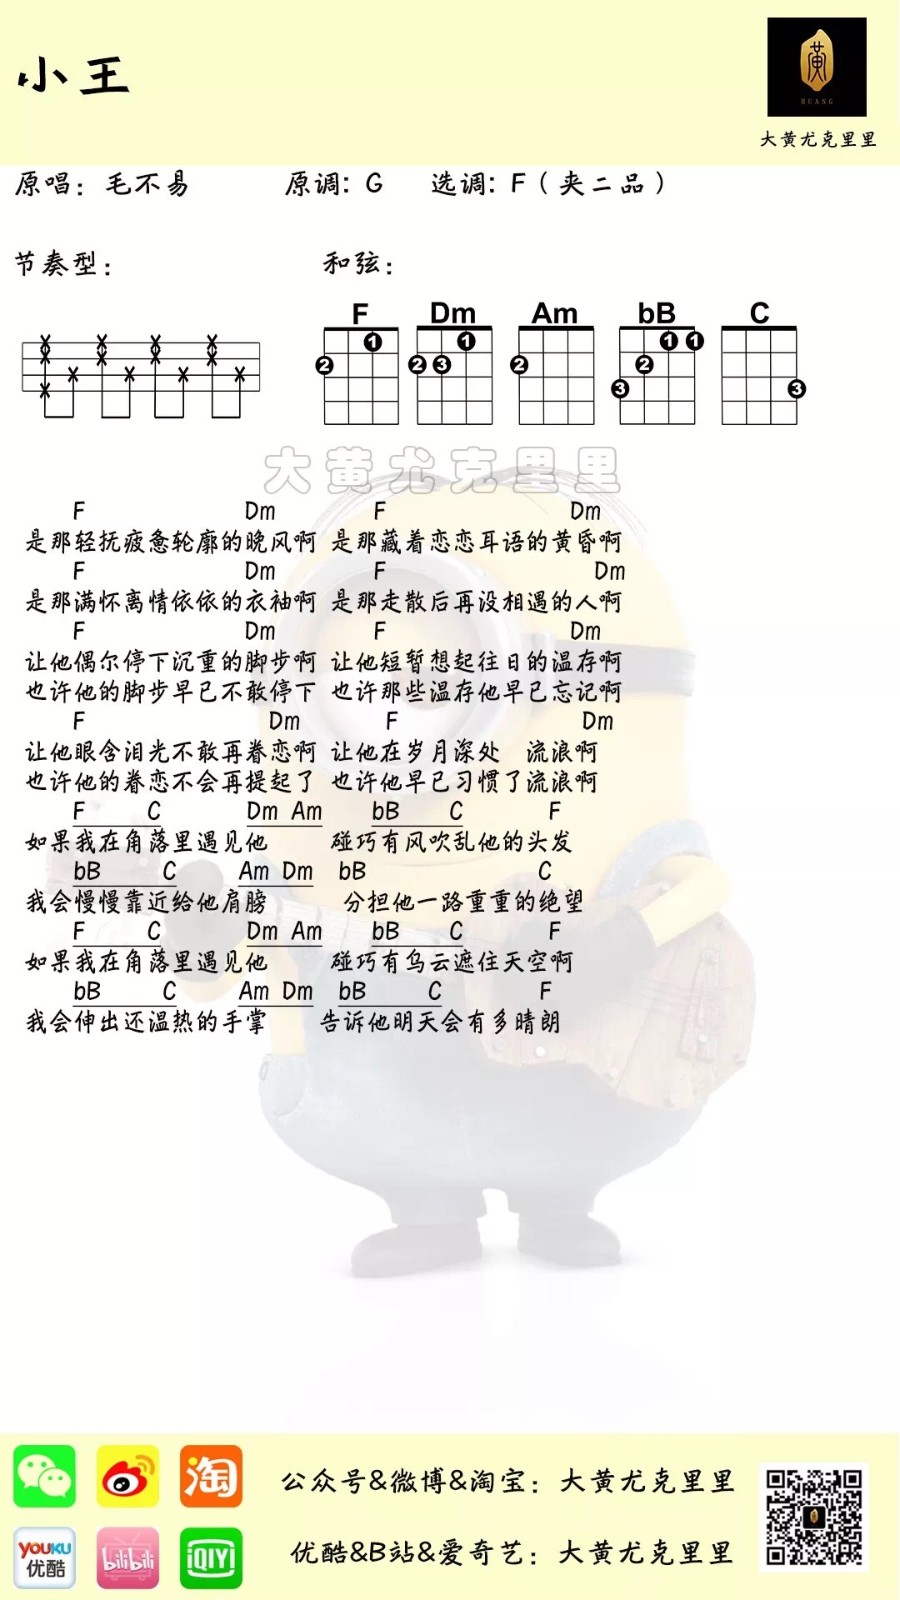 小王
黄
HUANG
大黄尤克里里
原唱：毛不易 原调: G 选调: F（夹二品）
节奏型： 和弦：
F Dm Am bB C
2 1 2 3 1 2 3 2 1 1 3
大黄尤克里里
F Dm F Dm
是那轻抚疲惫轮廓的晚风啊 是那藏着恋恋耳语的黄昏啊
F Dm F Dm
是那满怀离情依依的衣袖啊 是那走散后再没相遇的人啊
F Dm F Dm
让他偶尔停下沉重的脚步啊 让他短暂想起往日的温存啊
也许他的脚步早已不敢停下 也许那些温存他早已忘记啊
F Dm F Dm
让他眼含泪光不敢再眷恋啊 让他在岁月深处 流浪啊
也许他的眷恋不会再提起了 也许他早已习惯了流浪啊
F C Dm Am bB C F
如果我在角落里遇见他 碰巧有风吹乱他的头发
bB C Am Dm bB C
我会慢慢靠近给他肩膀 分担他一路重重的绝望
F C Dm Am bB C F
如果我在角落里遇见他 碰巧有乌云遮住天空啊
bB C Am Dm bB C F
我会伸出还温热的手掌 告诉他明天会有多晴朗
淘
公众号&微博&淘宝：大黄尤克里里
YOUKU
优酷
bilibili
iQIYI
优酷&B站&爱奇艺：大黄尤克里里